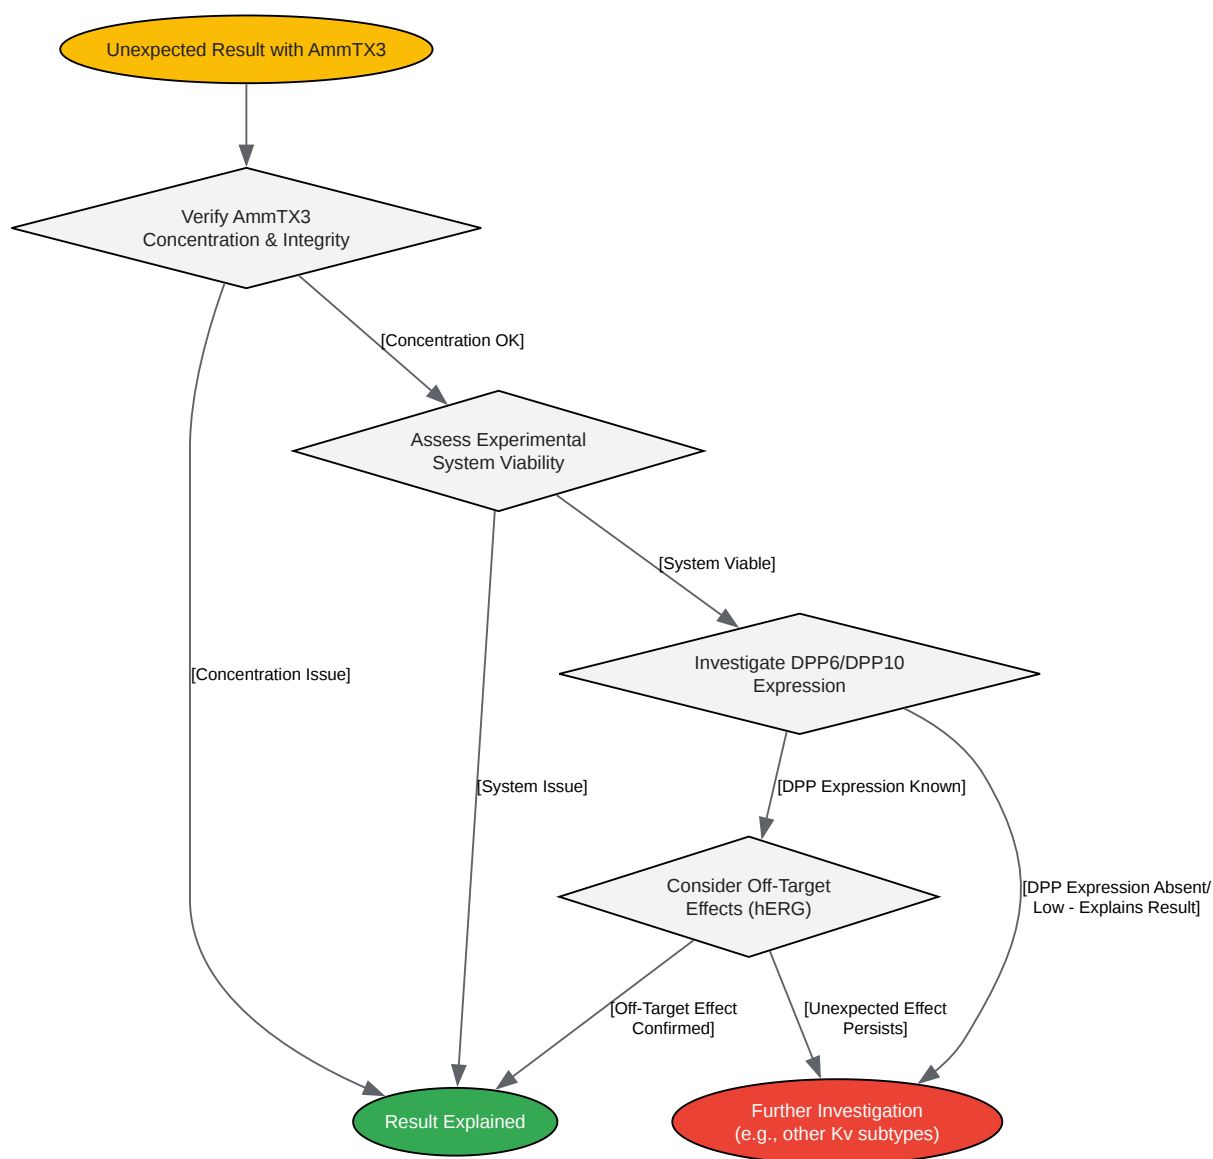 Unexpected Result with AmmTX3
Verify AmmTX3
Concentration & Integrity
[Concentration OK]
Assess Experimental
System Viability
[System Viable]
Investigate DPP6/DPP10
Expression
[Concentration Issue]
[System Issue]
[DPP Expression Known]
Consider Off-Target
Effects (hERG)
[DPP Expression Absent/
Low - Explains Result]
[Off-Target Effect
Confirmed]
[Unexpected Effect
Persists]
Result Explained
Further Investigation
(e.g., other Kv subtypes)